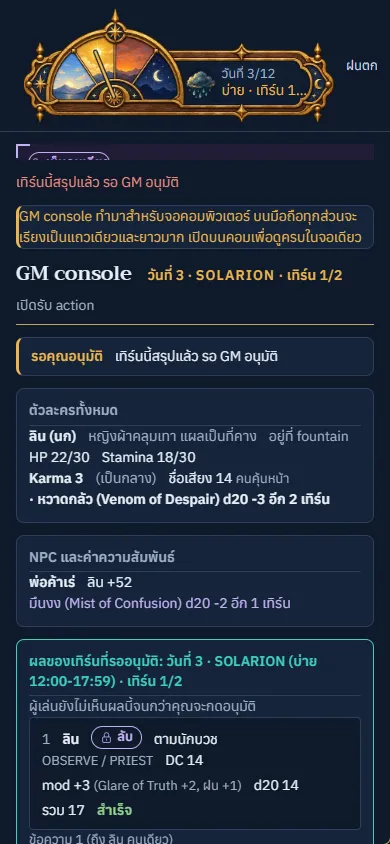 วันที่ 3/12
ฝนตก
บ่าย · เทิร์น 1...
เทิร์นนี้สรุปแล้ว รอ GM อนุมัติ
GM console ทำมาสำหรับจอคอมพิวเตอร์ บนมือถือทุกส่วนจะ
เรียงเป็นแถวเดียวและยาวมาก เปิดบนคอมเพื่อดูครบในจอเดียว
GM console วันที่ 3 · SOLARION · เทิร์น 1/2
เปิดรับ action
รอคุณอนุมัติ เทิร์นนี้สรุปแล้ว รอ GM อนุมัติ
ตัวละครทั้งหมด
ลิน (นก) หญิงผ้าคลุมเทา แผลเป็นที่คาง อยู่ที่ fountain
HP 22/30 Stamina 18/30
Karma 3 (เป็นกลาง) ชื่อเสียง 14 คนคุ้นหน้า
· หวาดกลัว (Venom of Despair) d20 -3 อีก 2 เทิร์น
NPC และค่าความสัมพันธ์
พ่อค้าเร่ ลิน +52
มึนงง (Mist of Confusion) d20 -2 อีก 1 เทิร์น
ผลของเทิร์นที่รออนุมัติ: วันที่ 3 · SOLARION (บ่าย
12:00-17:59) · เทิร์น 1/2
ผู้เล่นยังไม่เห็นผลนี้จนกว่าคุณจะกดอนุมัติ
1 ลิน ลับ ตามนักบวช
OBSERVE / PRIEST DC 14
mod +3 (Glare of Truth +2, ฝน +1) d20 14
รวม 17 สำเร็จ
ข้อความ 1 (ถึง ลิน คนเดียว)